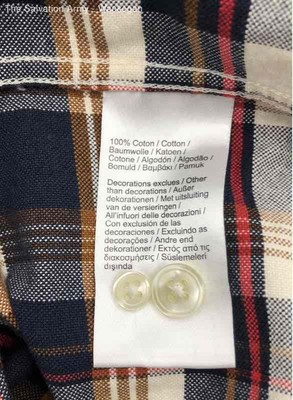 The Salvation Army -
100% Coton / Cotton /
Baumwolle / Katoen /
Cotone / Algodón / Algodão /
Bomuld / Βαμβάκι / Pamuk
Decorations exclues / Other
than decorations / Außer
dekorationen / Met uitsluiting
van de versieringen /
All'infuori delle decorazioni /
Con exclusión de las
decoraciones / Excluindo as
decorações / Andre end
dekorationer / Εκτός από τις
διακοσμήσεις / Süslemeleri
dışında